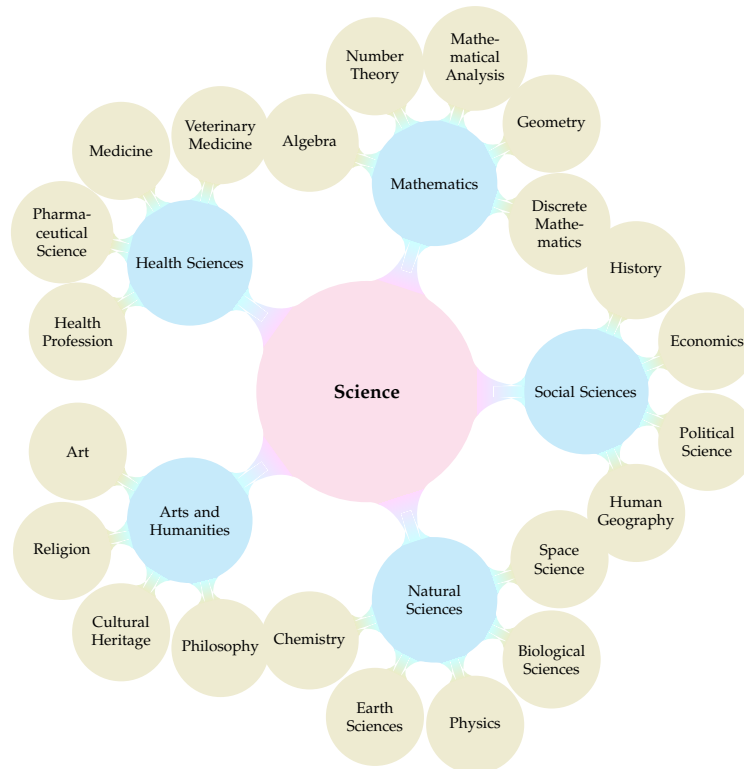 Science
Mathematics
Algebra
Number
Theory
Mathe-
matical
Analysis
Geometry
Discrete
Mathe-
matics
Social Sciences
History
Economics
Political
Science
Human
Geography
Natural
Sciences
Space
Science
Biological
Sciences
Physics
Earth
Sciences
Chemistry
Arts and
Humanities
Philosophy
Cultural
Heritage
Religion
Art
Health Sciences
Health
Profession
Pharma-
ceutical
Science
Medicine
Veterinary
Medicine